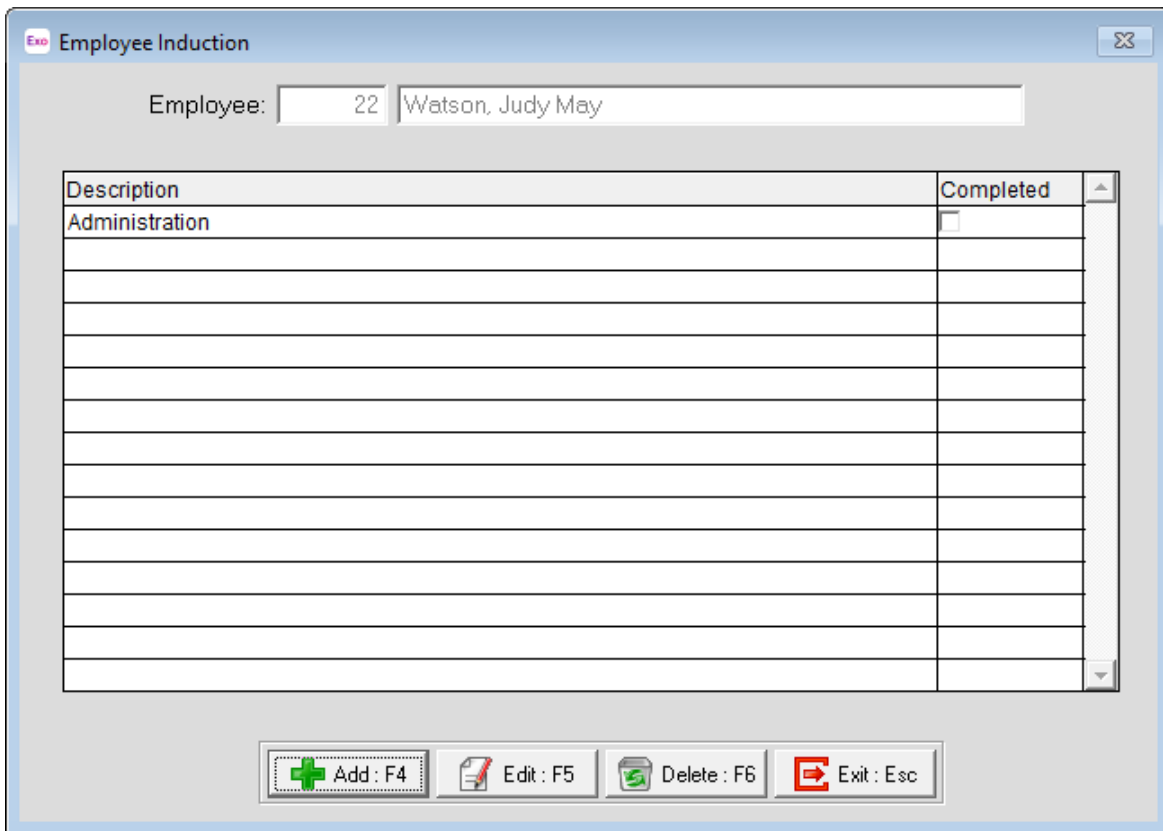 Exo Employee Induction
Employee: 22 Watson, Judy May
Description Completed
Administration
Add : F4 Edit : F5 Delete : F6 Exit : Esc